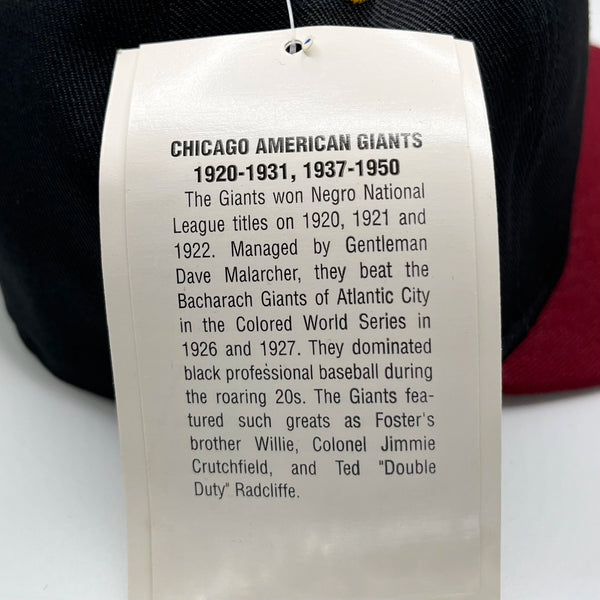 CHICAGO AMERICAN GIANTS
1920-1931, 1937-1950
The Giants won Negro National
League titles on 1920, 1921 and
1922. Managed by Gentleman
Dave Malarcher, they beat the
Bacharach Giants of Atlantic City
in the Colored World Series in
1926 and 1927. They dominated
black professional baseball during
the roaring 20s. The Giants fea-
tured such greats as Foster's
brother Willie, Colonel Jimmie
Crutchfield, and Ted "Double
Duty" Radcliffe.